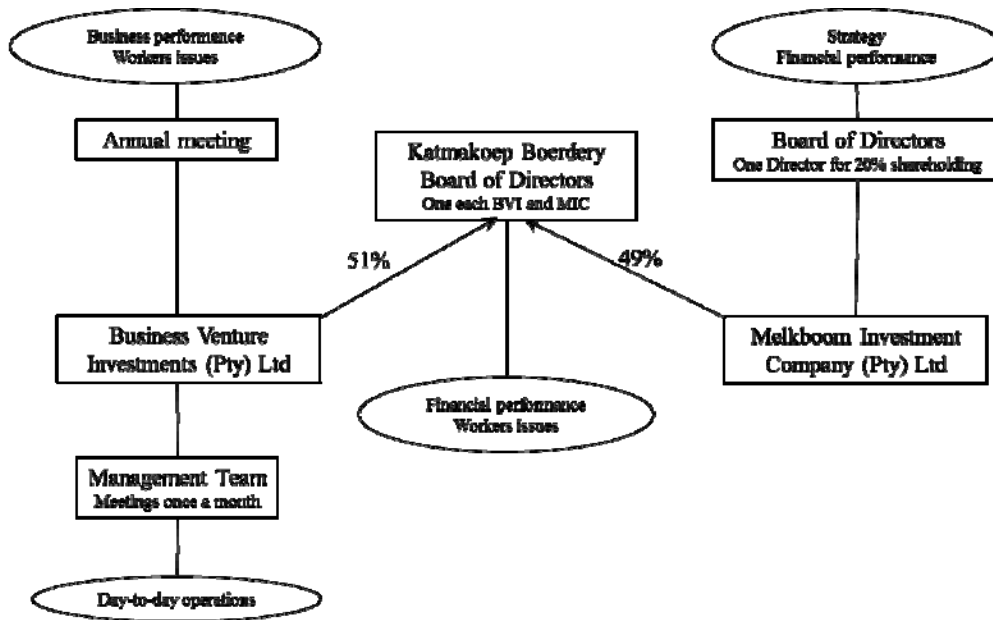 Business performance
Workers issues
Strategy
Financial performance
Annual meeting
Katmakoep Boerdery
Board of Directors
One each BVI and MIC
Board of Directors
One Director for 20% shareholding
51%
49%
Business Venture
Investments (Pty) Ltd
Melkboom Investment
Company (Pty) Ltd
Financial performance
Workers issues
Management Team
Meetings once a month
Day-to-day operations